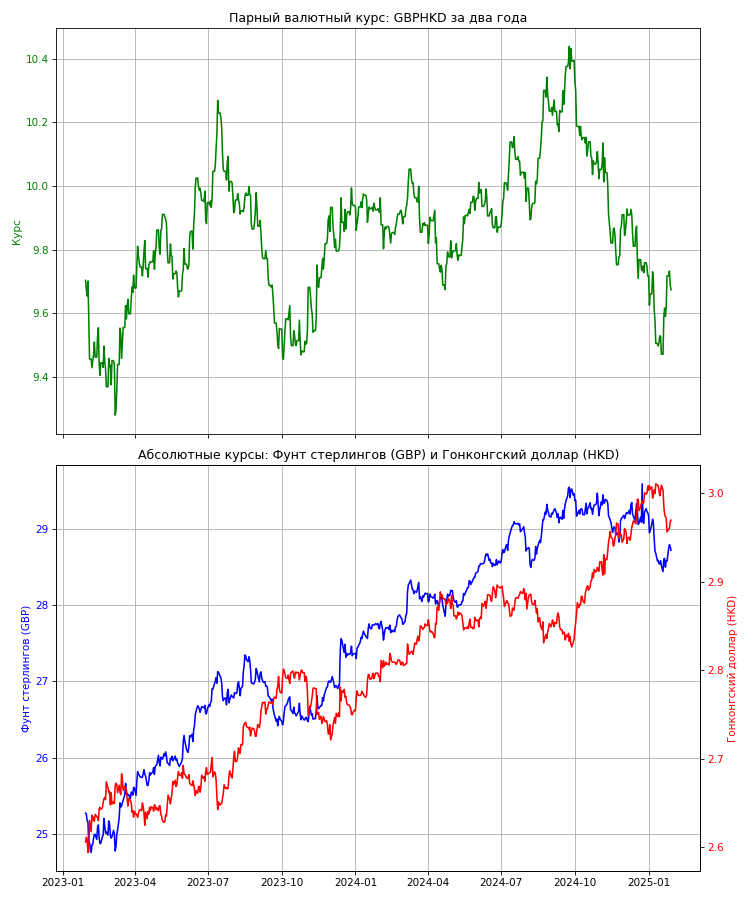 Парный валютный курс: GBPHKD за два года
10.4
10.2
10.0
9.8
9.6
9.4
Курс
Абсолютные курсы: Фунт стерлингов (GBP) и Гонконгский доллар (HKD)
29
28
27
26
25
Фунт стерлингов (GBP)
3.0
2.9
2.8
2.7
2.6
Гонконгский доллар (HKD)
2023-01 2023-04 2023-07 2023-10 2024-01 2024-04 2024-07 2024-10 2025-01